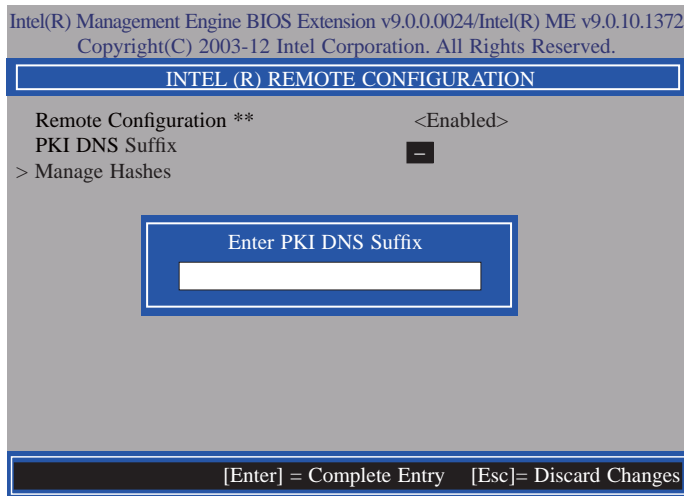 Intel(R) Management Engine BIOS Extension v9.0.0.0024/Intel(R) ME v9.0.10.1372
Copyright(C) 2003-12 Intel Corporation. All Rights Reserved.
INTEL (R) REMOTE CONFIGURATION
Remote Configuration ** <Enabled>
PKI DNS Suffix _
> Manage Hashes
Enter PKI DNS Suffix
[Enter] = Complete Entry [Esc]= Discard Changes